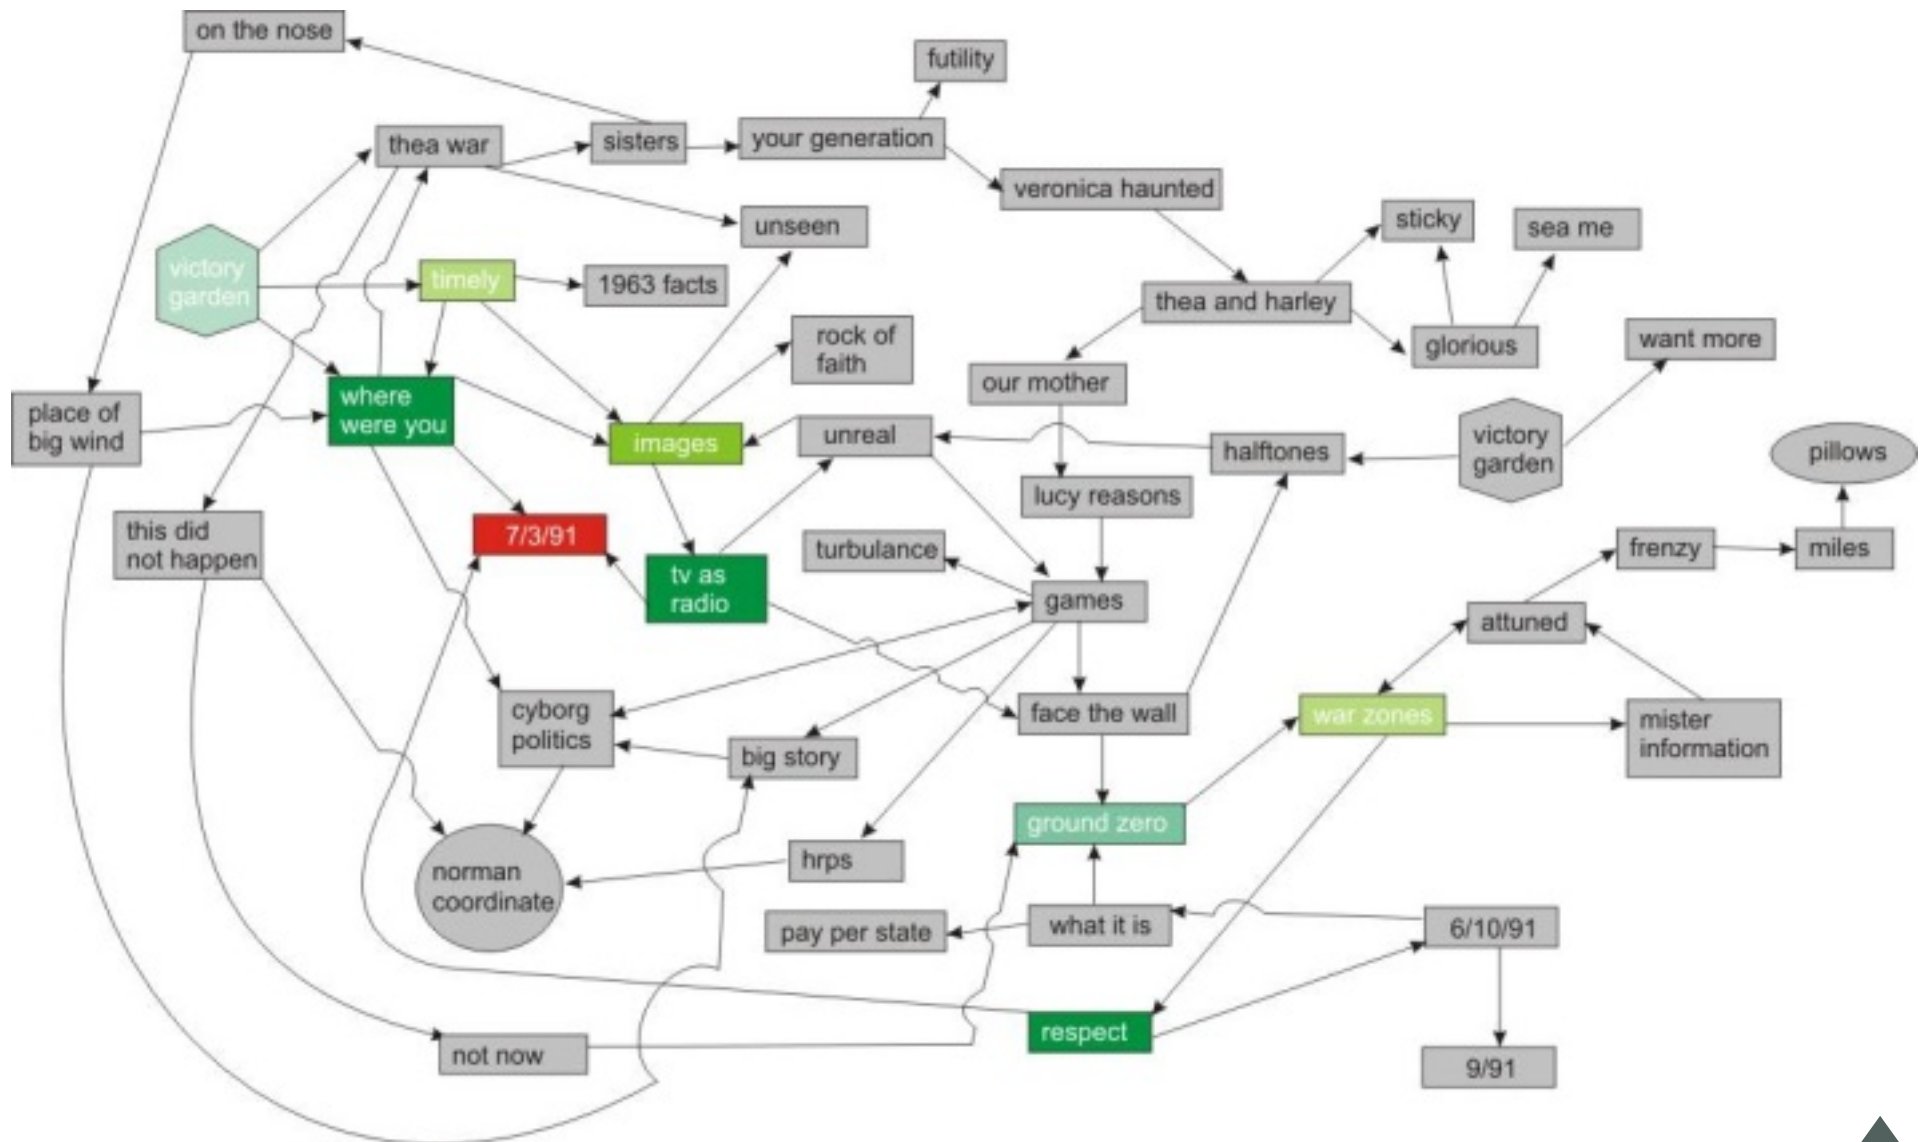 on the nose
futility
thea war
sisters
your generation
veronica haunted
unseen
sticky
sea me
victory
garden
timely
1963 facts
thea and harley
rock of
faith
glorious
want more
our mother
where
were you
place of
big wind
images
unreal
halftones
victory
garden
pillows
lucy reasons
this did
not happen
7/3/91
turbulance
frenzy
miles
tv as
radio
games
attuned
cyborg
politics
face the wall
war zones
mister
information
big story
ground zero
hrps
norman
coordinate
pay per state
what it is
6/10/91
respect
not now
9/91